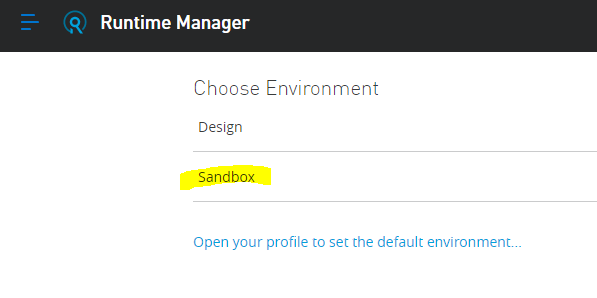 Runtime Manager
Choose Environment
Design
Sandbox
Open your profile to set the default environment...